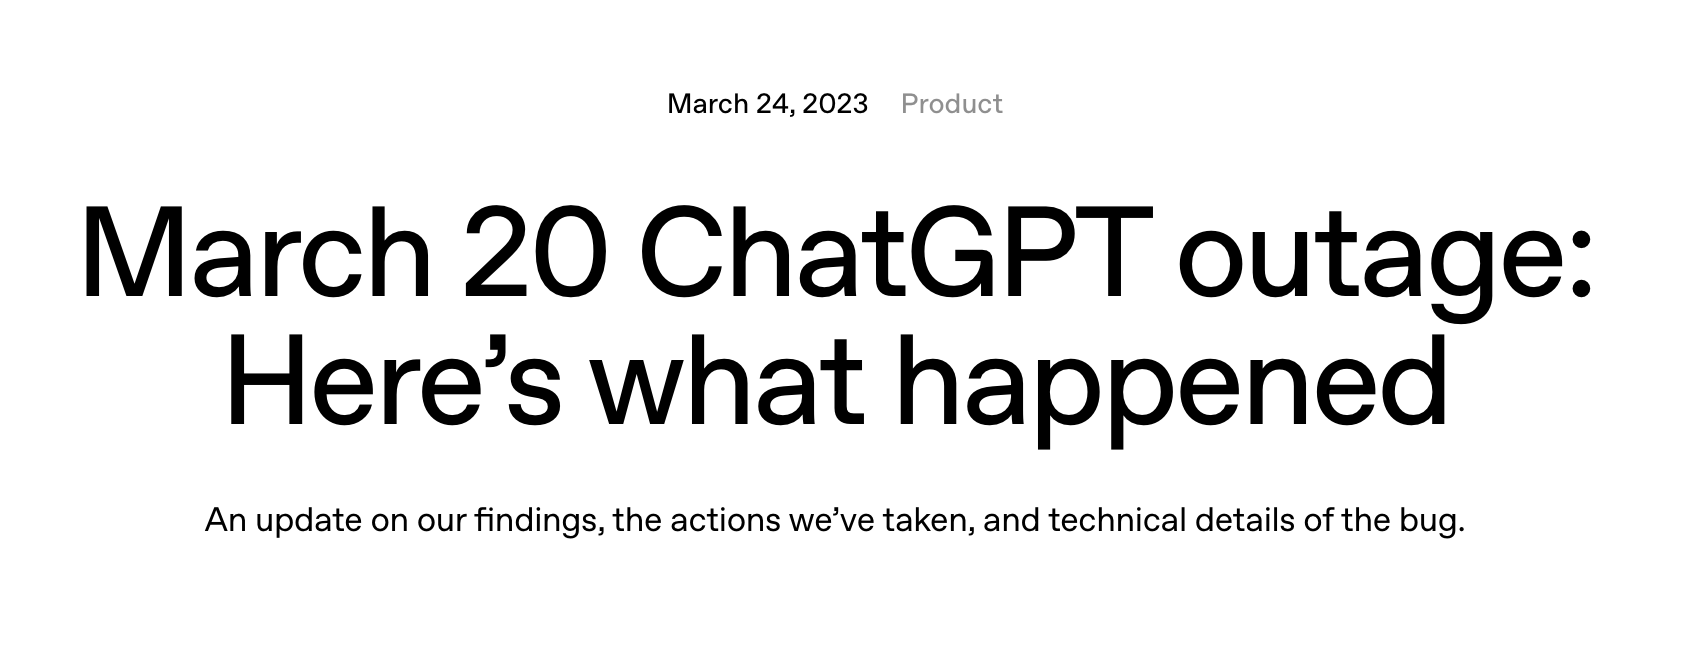 March 24, 2023 Product
March 20 ChatGPT outage:
Here’s what happened
An update on our findings, the actions we’ve taken, and technical details of the bug.